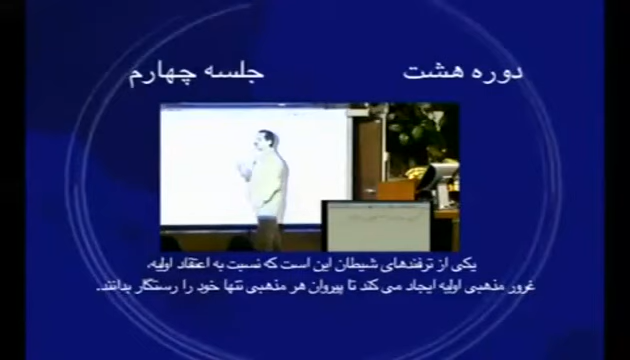 دوره هشت
جلسه چهارم
یکی از ترفندهای شیطان این است که نسبت به اعتقاد اولیه،
غرور مذهبی اولیه ایجاد می کند تا پیروان هر مذهبی تنها خود را رستگار بدانند.